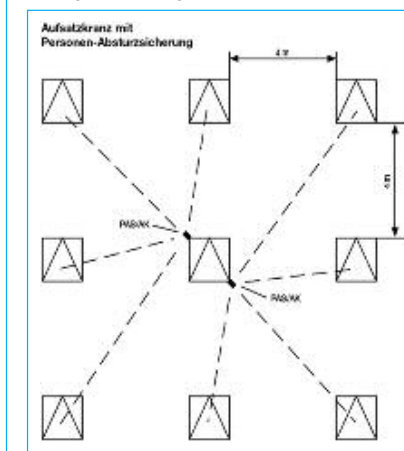 Aufsatzkranz mit
Personen-Absturzsicherung
4 m
4 m
PAS/AK
PAS/AK